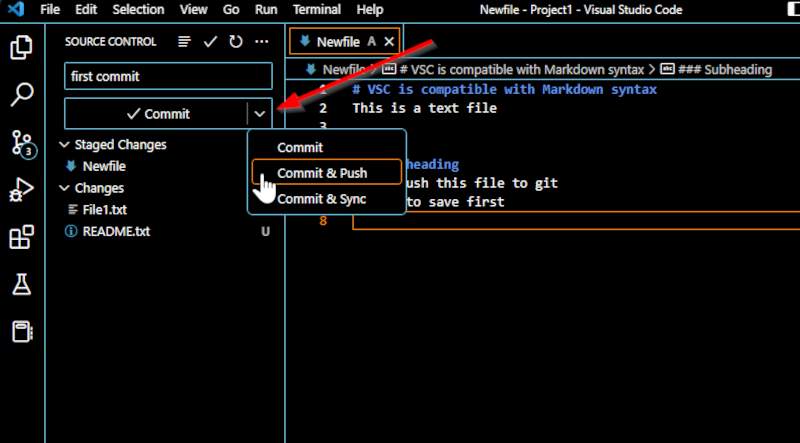 File Edit Selection View Go Run Terminal Help Newfile - Project1 - Visual Studio Code
SOURCE CONTROL
Newfile A
first commit
Newfile > # VSC is compatible with Markdown syntax > ### Subheading
Commit
1 # VSC is compatible with Markdown syntax
2 This is a text file
3
Staged Changes
Newfile
Changes
File1.txt
README.txt U
3
Commit
Commit & Push
Commit & Sync
heading
ush this file to git
to save first
8